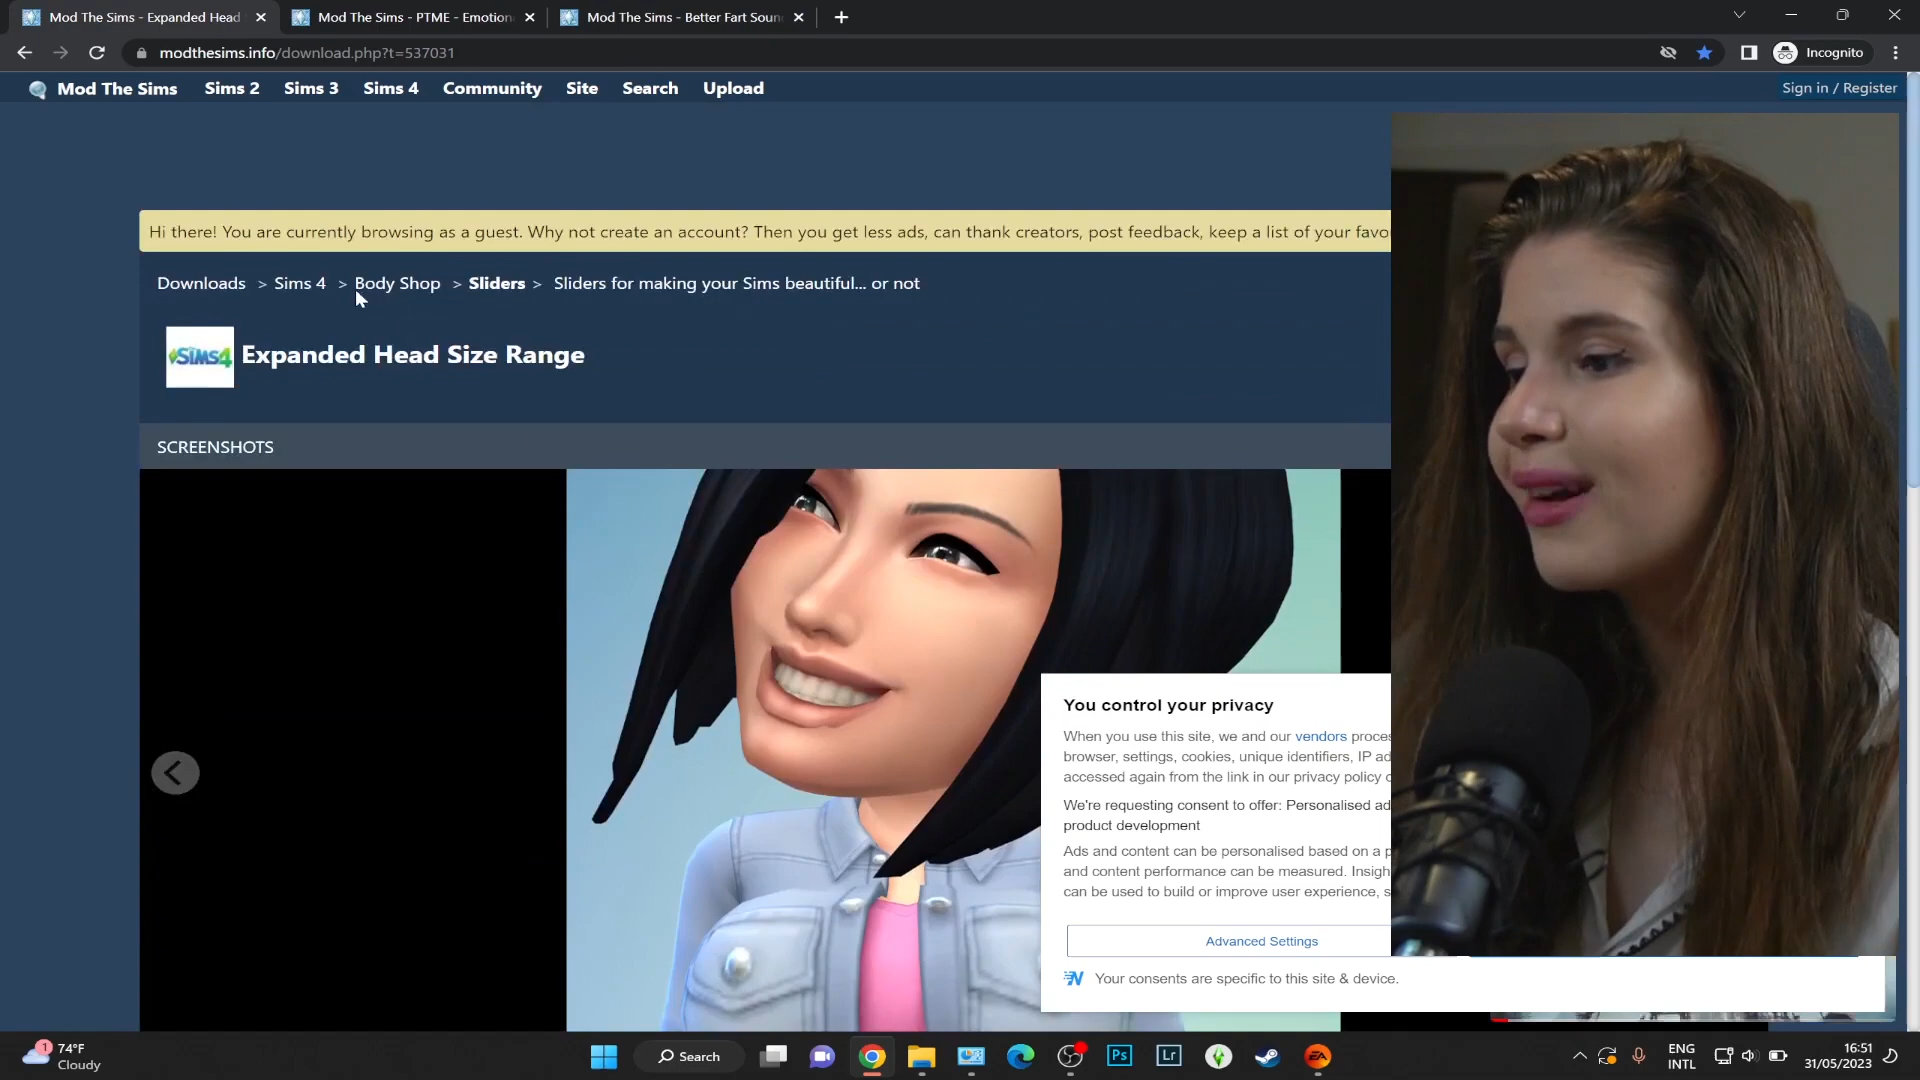 Mod The Sims - Expanded Head
Mod The Sims - PTME - Emotion
Mod The Sims - Better Fart Soun
modthesims.info/download.php?t=537031
Incognito
Mod The Sims Sims 2 Sims 3 Sims 4 Community Site Search Upload
Sign in / Register
Hi there! You are currently browsing as a guest. Why not create an account? Then you get less ads, can thank creators, post feedback, keep a list of your favou
Downloads > Sims 4 > Body Shop > Sliders > Sliders for making your Sims beautiful... or not
SIMS4
Expanded Head Size Range
SCREENSHOTS
You control your privacy
When you use this site, we and our vendors proces
browser, settings, cookies, unique identifiers, IP ad
accessed again from the link in our privacy policy
We're requesting consent to offer: Personalised ad
product development
Ads and content can be personalised based on a p
and content performance can be measured. Insigh
can be used to build or improve user experience, s
Advanced Settings
Your consents are specific to this site & device.
1
74°F
Cloudy
Search
Ps
Lr
EA
ENG
INTL
16:51
31/05/2023